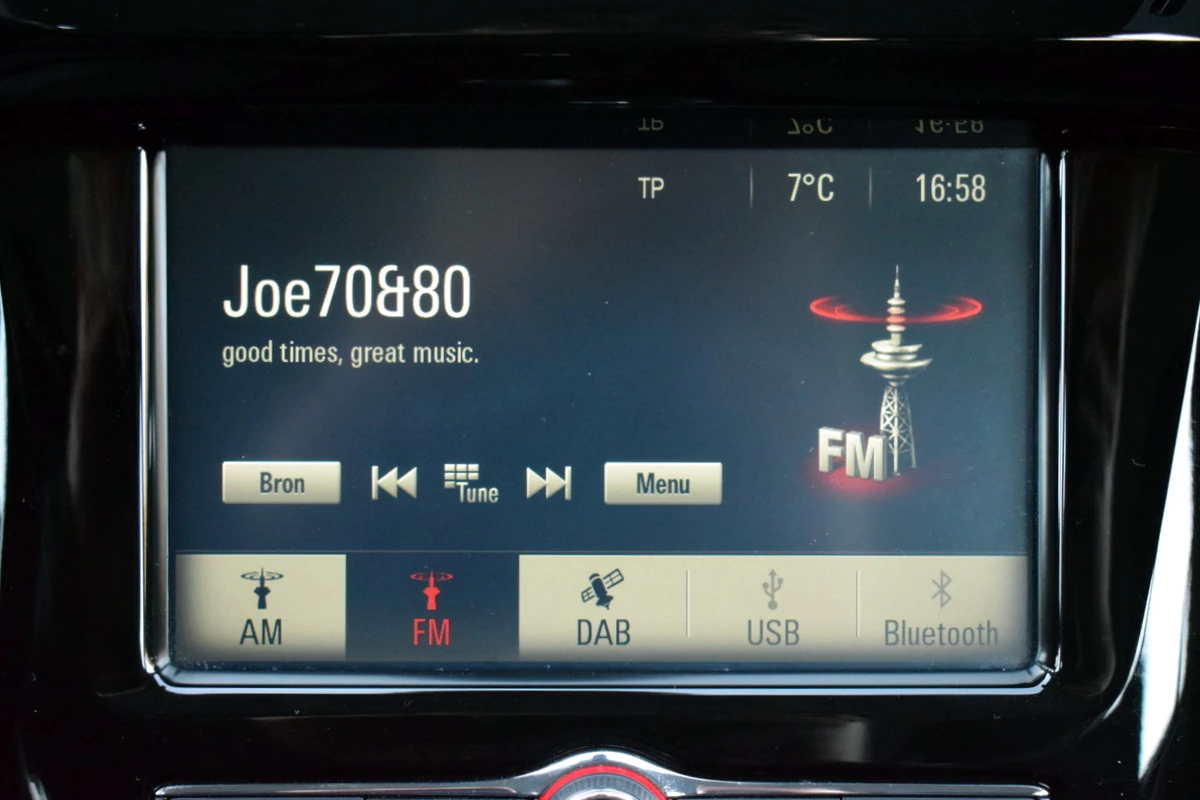 TP 7°C 16:58
Joe70&80
good times, great music.
FM
Bron Tune Menu
AM FM DAB USB Bluetooth